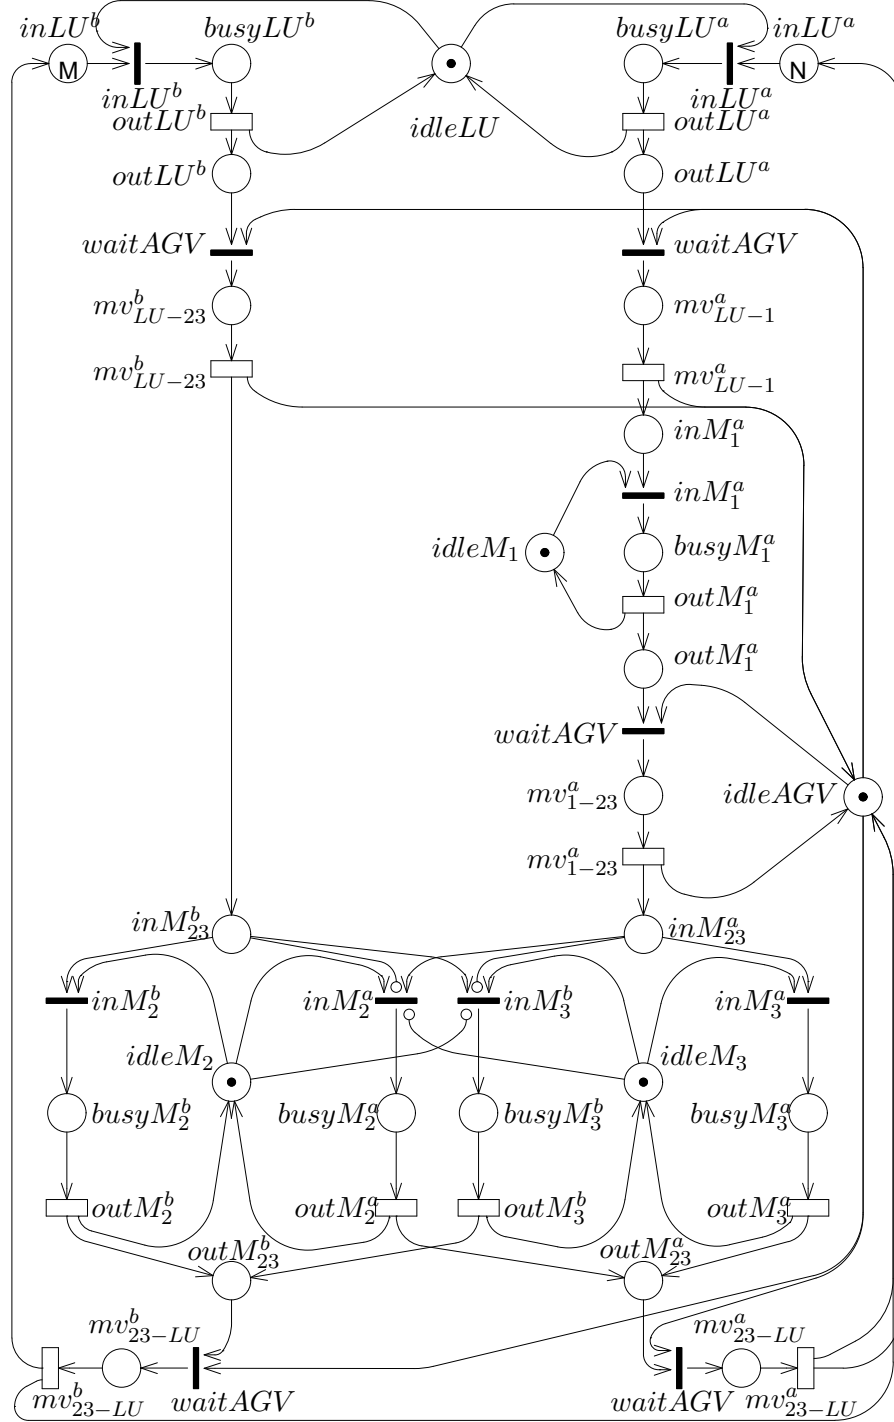 inLU^b busyLU^b busyLU^a inLU^a
M N
inLU^b inLU^a
outLU^b idleLU outLU^a
outLU^b outLU^a
waitAGV waitAGV
mv^b_{LU-23} mv^a_{LU-1}
mv^b_{LU-23} mv^a_{LU-1}
inM^a_1
inM^a_1
idleM_1 busyM^a_1
outM^a_1
outM^a_1
waitAGV
mv^a_{1-23} idleAGV
mv^a_{1-23}
inM^b_{23} inM^a_{23}
inM^b_2 inM^a_2 inM^b_3 inM^a_3
idleM_2 idleM_3
busyM^b_2 busyM^a_2 busyM^b_3 busyM^a_3
outM^b_2 outM^a_2 outM^b_3 outM^a_3
outM^b_{23} outM^a_{23}
mv^b_{23-LU} mv^a_{23-LU}
mv^b_{23-LU} waitAGV waitAGV mv^a_{23-LU}